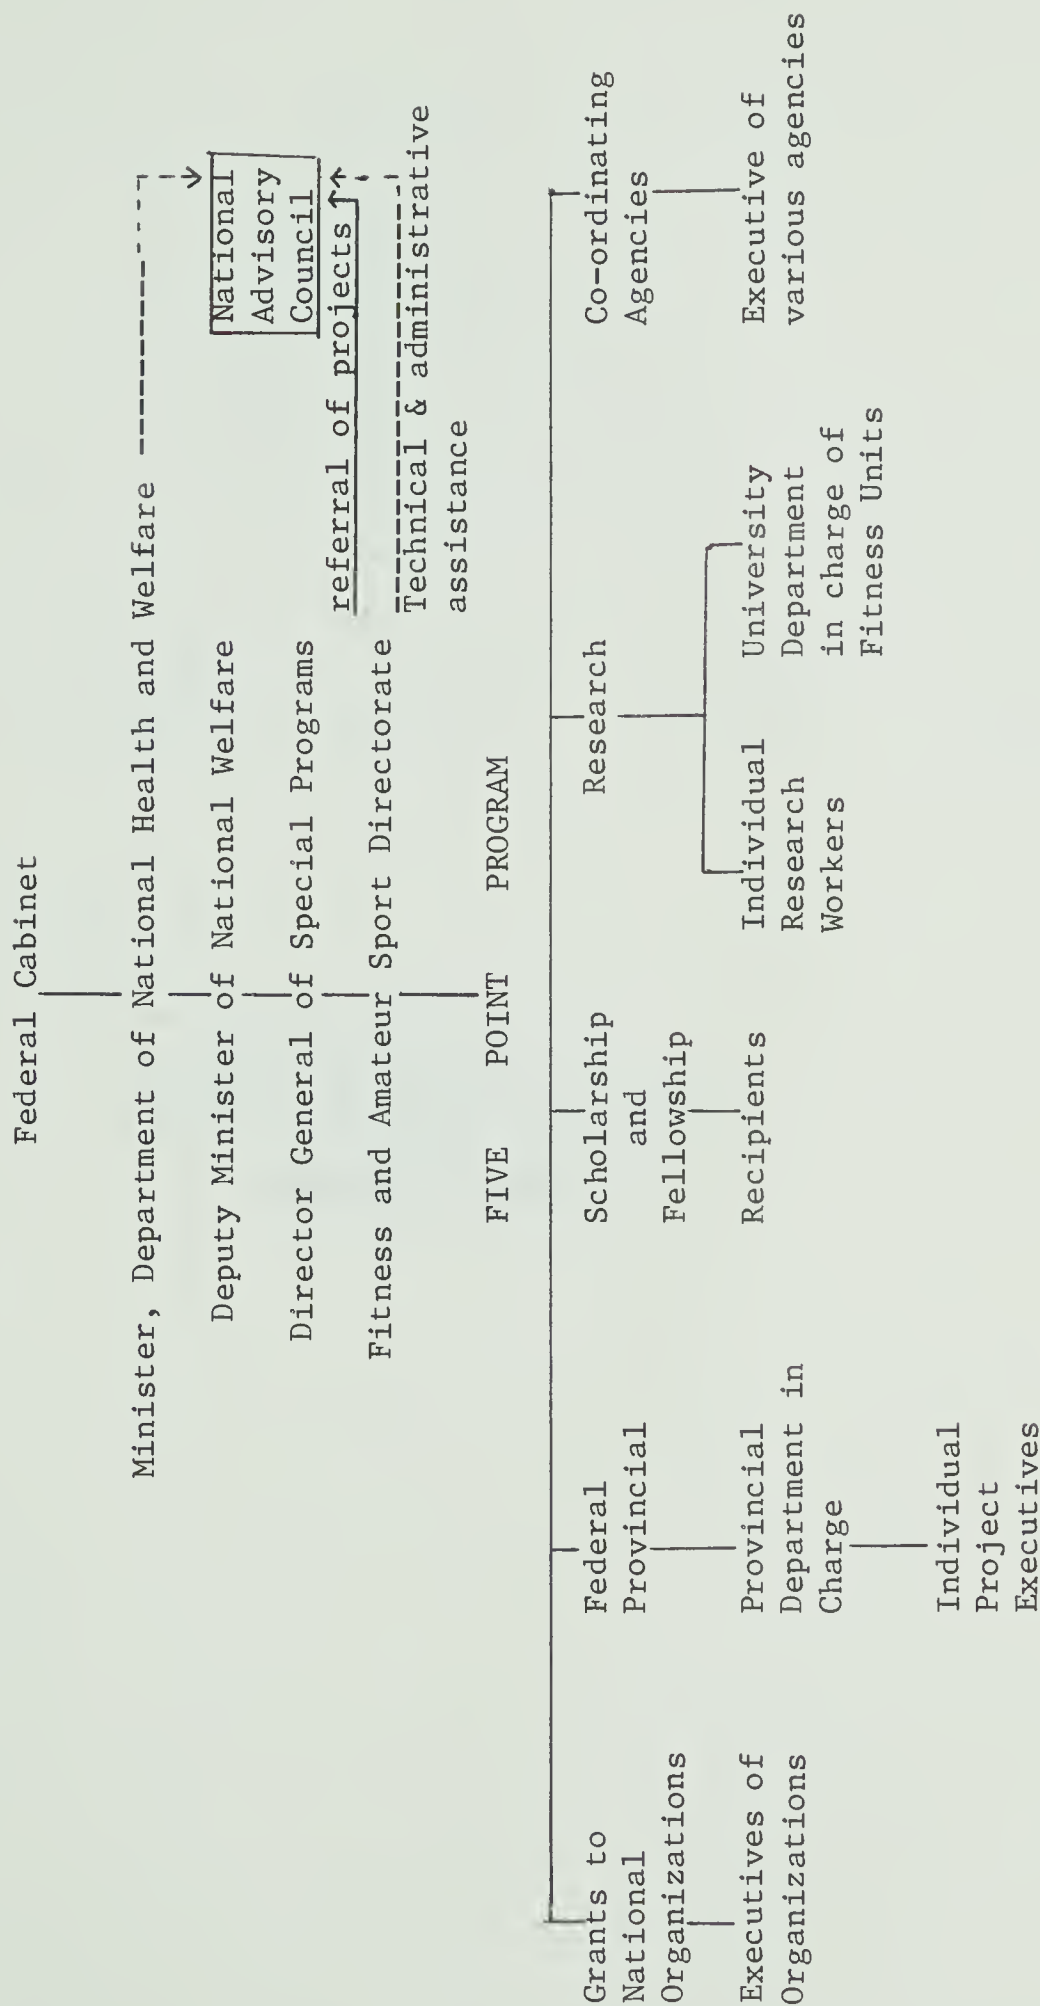 Federal Cabinet
Minister, Department of National Health and Welfare
Deputy Minister of National Welfare
Director General of Special Programs
Fitness and Amateur Sport Directorate
National
Advisory
Council
referral of projects
Technical & administrative
assistance
FIVE POINT PROGRAM
Grants to
National
Organizations
Executives of
Organizations
Federal
Provincial
Provincial
Department in
Charge
Individual
Project
Executives
Scholarship
and
Fellowship
Recipients
Research
Individual
Research
Workers
University
Department
in charge of
Fitness Units
Co-ordinating
Agencies
Executive of
various agencies